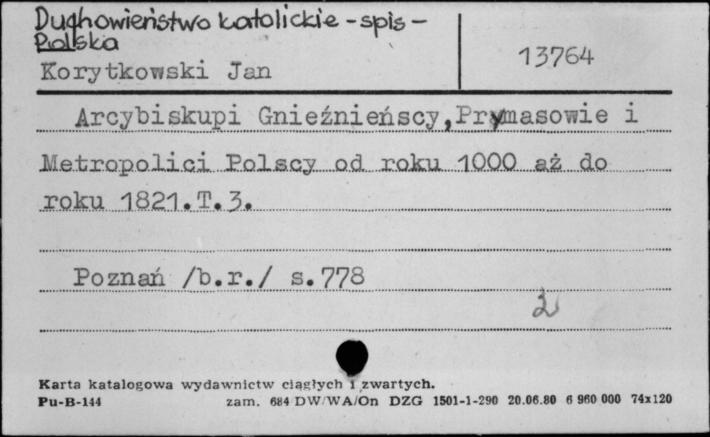 Duchowieństwo katolickie - spis -
Polska
Korytkowski Jan
13764
Arcybiskupi Gnieźnieńscy, Prymasowie i
Metropolici Polscy od roku 1000 aż do
roku 1821.T.3.
Poznań /b.r./ s.778
2
Karta katalogowa wydawnictw ciągłych i zwartych.
Pu-B-144 zam. 684 DW/WA/On DZG 1501-1-290 20.06.80 6 960 000 74x120